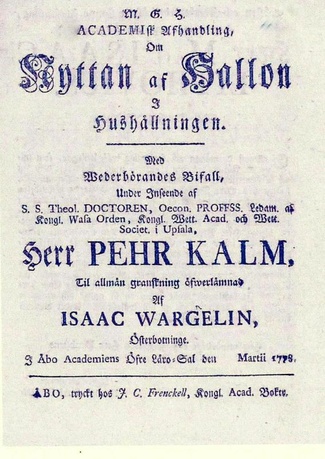 M. G. H.
ACADEMISK Afhandling,
Om
Nyttan af Hallon
I
Hushållningen.
Med
Wederbörandes Bifall,
Under Inseende af
S. S. Theol. DOCTOREN, Oecon. PROFESS. Ledam. af
Kongl. Wasa Orden, Kongl. Wett. Acad. och Wett.
Societ. i Upsala,
Herr PEHR KALM,
Til allmän granskning öfwerlämnad
Af
ISAAC WARGELIN,
Österbotninge.
I Åbo Academiens Öfre Läro-Sal den Martii 1778.
ÅBO, tryckt hos J. C. Frenckell, Kongl. Acad. Boktr.